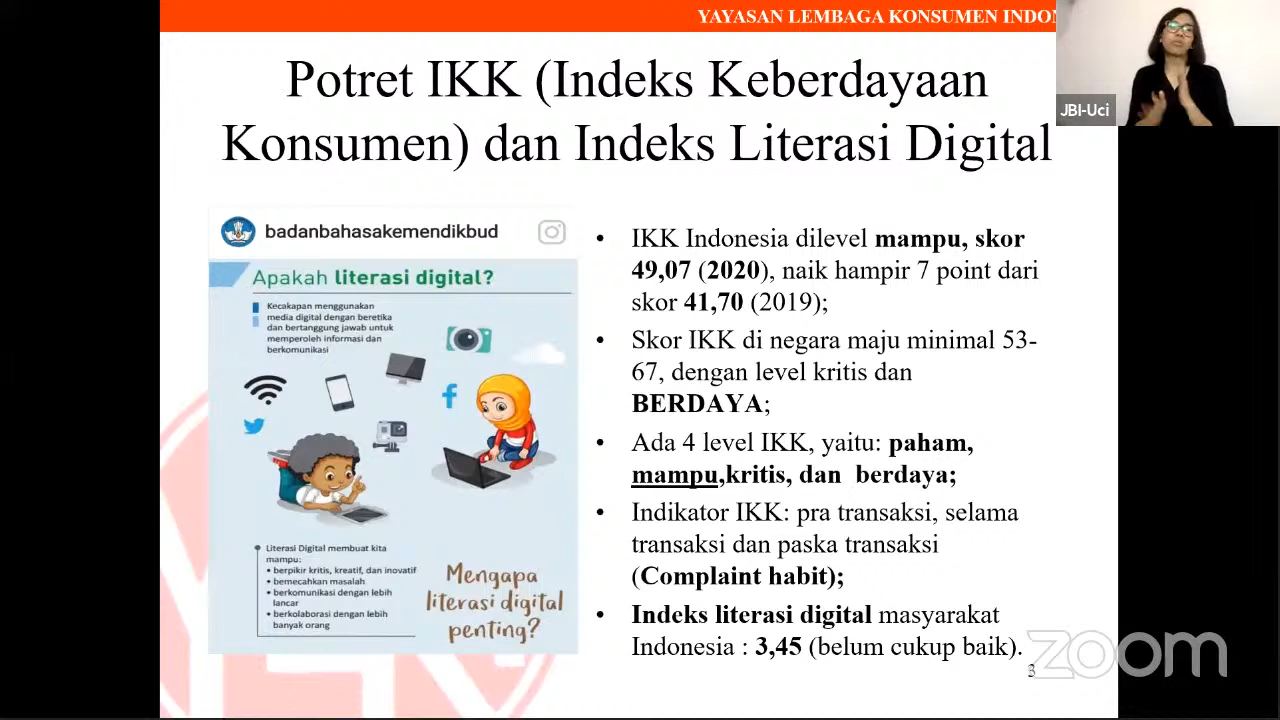 YAYASAN LEMBAGA KONSUMEN INDON
JBI-Uci
Potret IKK (Indeks Keberdayaan
Konsumen) dan Indeks Literasi Digital
badanbahasakemendikbud
Apakah literasi digital?
Kecakapan menggunakan
media digital dengan beretika
dan bertanggung jawab untuk
memperoleh informasi dan
berkomunikasi
Literasi Digital membuat kita
mampu:
• berpikir kritis, kreatif, dan inovatif
• bemecahkan masalah
• berkomunikasi dengan lebih
lancar
• berkolaborasi dengan lebih
banyak orang
Mengapa
literasi digital
penting?
• IKK Indonesia dilevel mampu, skor
49,07 (2020), naik hampir 7 point dari
skor 41,70 (2019);
• Skor IKK di negara maju minimal 53-
67, dengan level kritis dan
BERDAYA;
• Ada 4 level IKK, yaitu: paham,
mampu,kritis, dan berdaya;
• Indikator IKK: pra transaksi, selama
transaksi dan paska transaksi
(Complaint habit);
• Indeks literasi digital masyarakat
Indonesia : 3,45 (belum cukup baik).
3
zoom